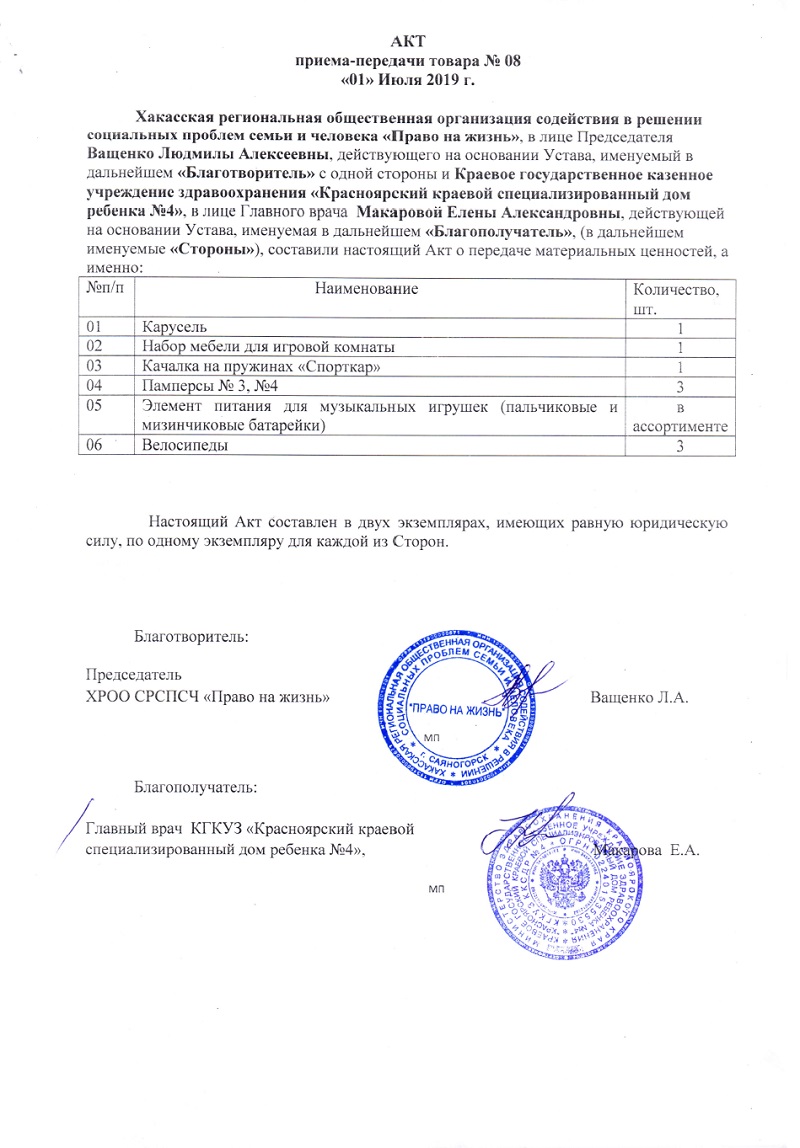 АКТ
приема-передачи товара № 08
«01» Июля 2019 г.
Хакасская региональная общественная организация содействия в решении
социальных проблем семьи и человека «Право на жизнь», в лице Председателя
Ващенко Людмилы Алексеевны, действующего на основании Устава, именуемый в
дальнейшем «Благотворитель» с одной стороны и Краевое государственное казенное
учреждение здравоохранения «Красноярский краевой специализированный дом
ребенка №4», в лице Главного врача Макаровой Елены Александровны, действующей
на основании Устава, именуемая в дальнейшем «Благополучатель», (в дальнейшем
именуемые «Стороны»), составили настоящий Акт о передаче материальных ценностей, а
именно:
№п/п Наименование Количество,
шт.
01 Карусель 1
02 Набор мебели для игровой комнаты 1
03 Качалка на пружинах «Спорткар» 1
04 Памперсы № 3, №4 3
05 Элемент питания для музыкальных игрушек (пальчиковые и в
мизинчиковые батарейки) ассортименте
06 Велосипеды 3
Настоящий Акт составлен в двух экземплярах, имеющих равную юридическую
силу, по одному экземпляру для каждой из Сторон.
Благотворитель:
Председатель
ХРОО СРСПСЧ «Право на жизнь» Ващенко Л.А.
ХАКАССКАЯ РЕГИОНАЛЬНАЯ ОБЩЕСТВЕННАЯ ОРГАНИЗАЦИЯ СОДЕЙСТВИЯ В РЕШЕНИИ
СОЦИАЛЬНЫХ ПРОБЛЕМ СЕМЬИ И ЧЕЛОВЕКА
"ПРАВО НА ЖИЗНЬ"
г. САЯНОГОРСК
мп
Благополучатель:
Главный врач КГКУЗ «Красноярский краевой
специализированный дом ребенка №4», Макарова Е.А.
мп
МИНИСТЕРСТВО ЗДРАВООХРАНЕНИЯ КРАСНОЯРСКОГО КРАЯ